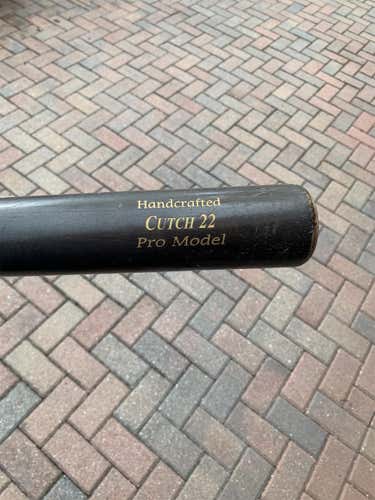 Handcrafted
CUTCH 22
Pro Model